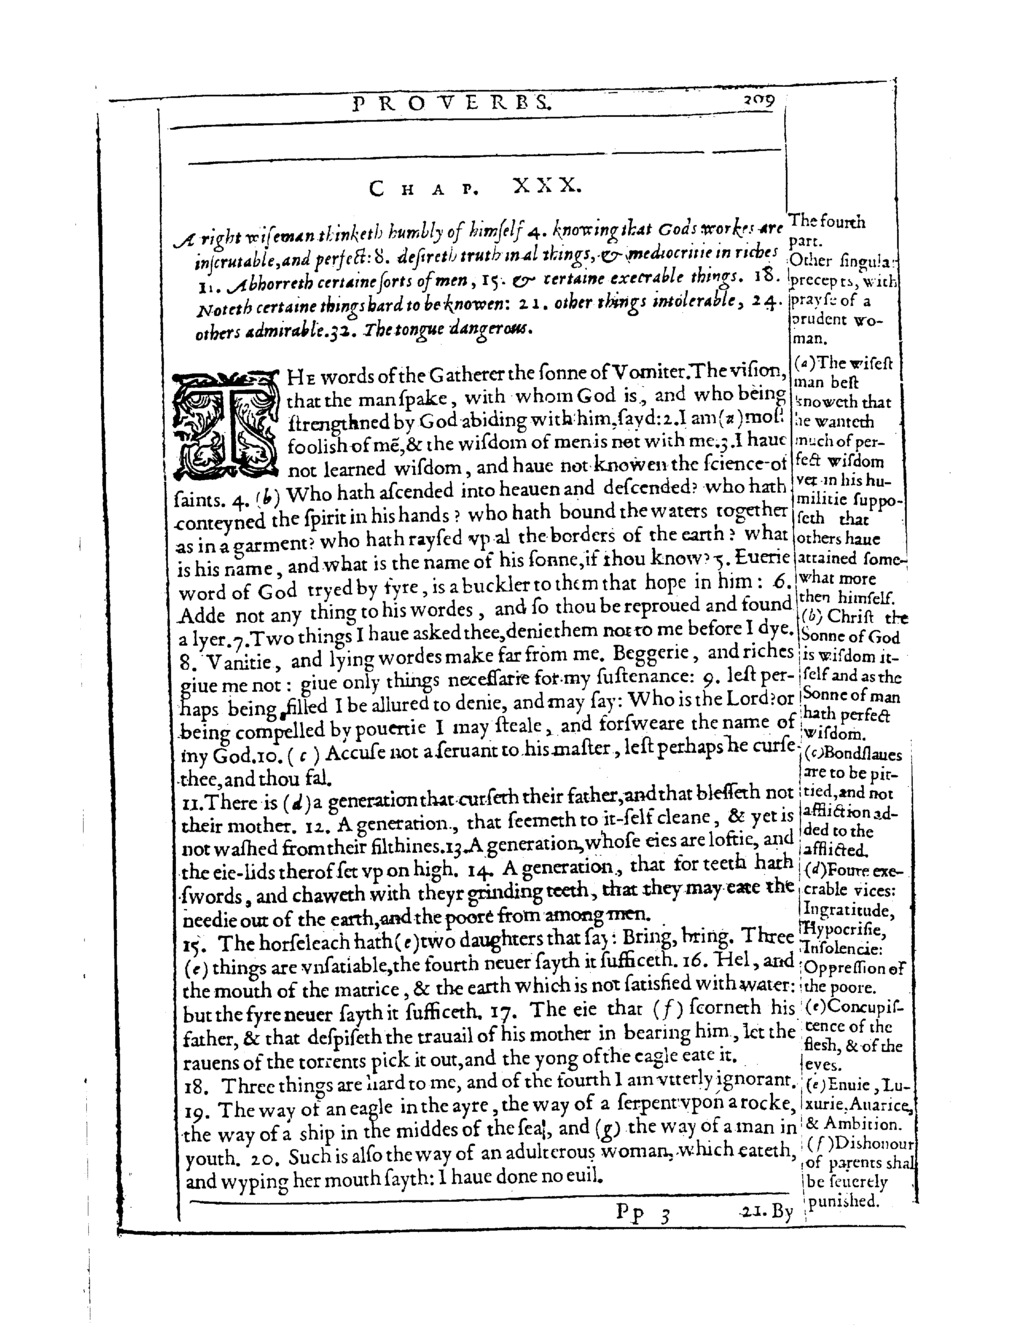 PROVERBS. 209
CHAP. XXX.
A right wiseman thinketh humbly of himself 4. knowing that Gods workes are
inscrutable, and perfect: 8. desireth truth in al things, & mediocritie in riches
11. Abhorreth certaine sorts of men, 15. & certaine execrable things. 18.
Noteth certaine things hard to be knowen: 21. other things intolerable, 24.
others admirable. 32. The tongue dangerous.
THE words of the Gatherer the sonne of Vomiter. The vision,
that the man spake, with whom God is, and who being
strengthned by God abiding with him, sayd: 2. I am (a) most
foolish of mē, & the wisdom of men is not with me. 3. I haue
not learned wisdom, and haue not knowen the science of
saints. 4. (b) Who hath ascended into heauen and descended? who hath
conteyned the spirit in his hands? who hath bound the waters together
as in a garment? who hath raysed vp al the borders of the earth? what
is his name, and what is the name of his sonne, if thou know? 5. Euerie
word of God tryed by fyre, is a buckler to them that hope in him: 6.
Adde not any thing to his wordes, and so thou be reproued and found
a lyer. 7. Two things I haue asked thee, denie them not to me before I dye.
8. Vanitie, and lying wordes make far from me. Beggerie, and riches
giue me not: giue only things necessarie for my sustenance: 9. lest per-
haps being filled I be allured to denie, and may say: Who is the Lord? or
being compelled by pouertie I may steale, and forsweare the name of
my God. 10. (c) Accuse not a seruant to his master, lest perhaps he curse
thee, and thou fal.
11. There is (d) a generation that curseth their father, and that blesseth not
their mother. 12. A generation, that seemeth to it-self cleane, & yet is
not washed from their filthines. 13. A generation, whose eies are loftie, and
the eie-lids therof set vp on high. 14. A generation, that for teeth hath
swords, and chaweth with theyr grinding teeth, that they may eate the
needie out of the earth, and the poore from among men.
15. The horseleach hath (e) two daughters that say: Bring, bring. Three
(e) things are vnsatiable, the fourth neuer sayth it sufficeth. 16. Hel, and
the mouth of the matrice, & the earth which is not satisfied with water:
but the fyre neuer sayth it sufficeth. 17. The eie that (f) scorneth his
father, & that despiseth the trauail of his mother in bearing him, let the
rauens of the torrents pick it out, and the yong of the eagle eate it.
18. Three things are hard to me, and of the fourth I am vtterly ignorant.
19. The way of an eagle in the ayre, the way of a serpent vpon a rocke,
the way of a ship in the middes of the sea, and (g) the way of a man in
youth. 20. Such is also the way of an adulterous woman, which eateth,
and wyping her mouth sayth: I haue done no euil.
Pp 3 21. By
The fourth
part.
Other singular
precepts, with
prayse of a
prudent wo-
man.
(a) The wisest
man best
knoweth that
he wanteth
much of per-
fect wisdom
yet in his hu-
militie suppo-
seth that
others haue
attained some-
what more
then himself.
(b) Christ the
Sonne of God
is wisdom it-
self and as the
Sonne of man
hath perfect
wisdom.
(c) Bondslaues
are to be pit-
tied, and not
affliction ad-
ded to the
afflicted.
(d) Foure exe-
crable vices:
Ingratitude,
Hypocrisie,
Insolencie:
Oppression of
the poore.
(e) Concupis-
cence of the
flesh, & of the
eyes.
(e) Enuie, Lu-
xurie, Auarice,
& Ambition.
(f) Dishonour
of parents shal
be seuerely
punished.